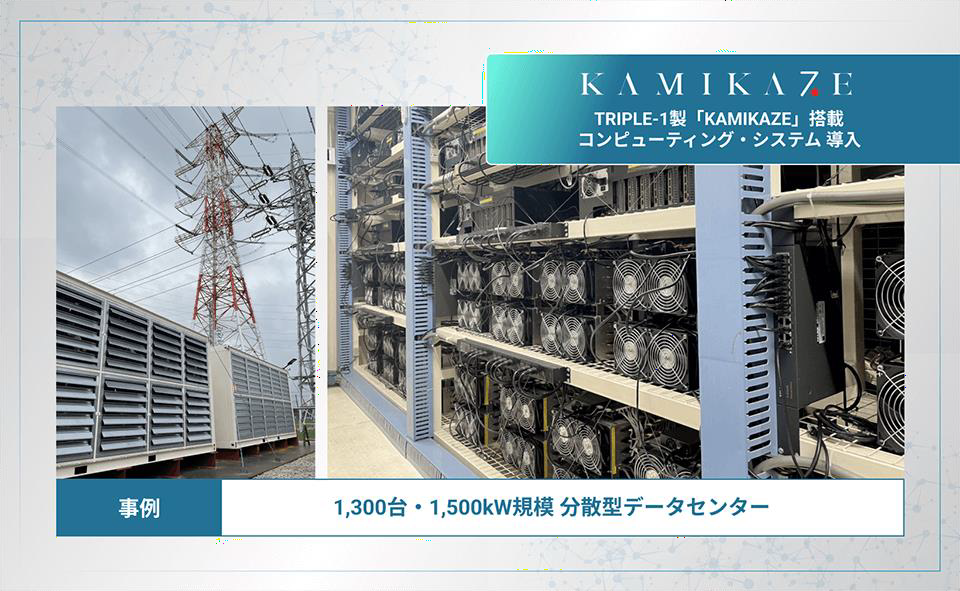 KAMIKAZE
TRIPLE-1製「KAMIKAZE」搭載
コンピューティング・システム 導入
事例
1,300台・1,500kW規模 分散型データセンター